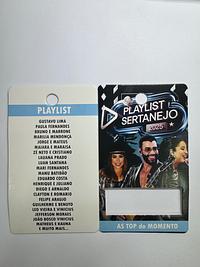 PLAYLIST
GUSTAVO LIMA
PAULA FERNANDES
BRUNO E MARRONE
MARILIA MENDONÇA
JORGE E MATEUS
MAIARA E MARAISA
ZÉ NETO E CRISTIANO
LAUANA PRADO
LUAN SANTANA
MARI FERNANDES
MANU BATIDÃO
EDUARDO COSTA
HENRIQUE E JULIANO
DIEGO E ARNALDO
CLAYTON E ROMARIO
FELIPE ARAUJO
GUILHERME E BENUTO
LEO VIEIRA E VINICIUS
JEFFERSON MORAES
JOÃO BOSCO VINICIUS
MATHEUS E KAUAN
E MUITO MAIS...
PLAYLIST
SERTANEJO
2025
AS TOP do MOMENTO